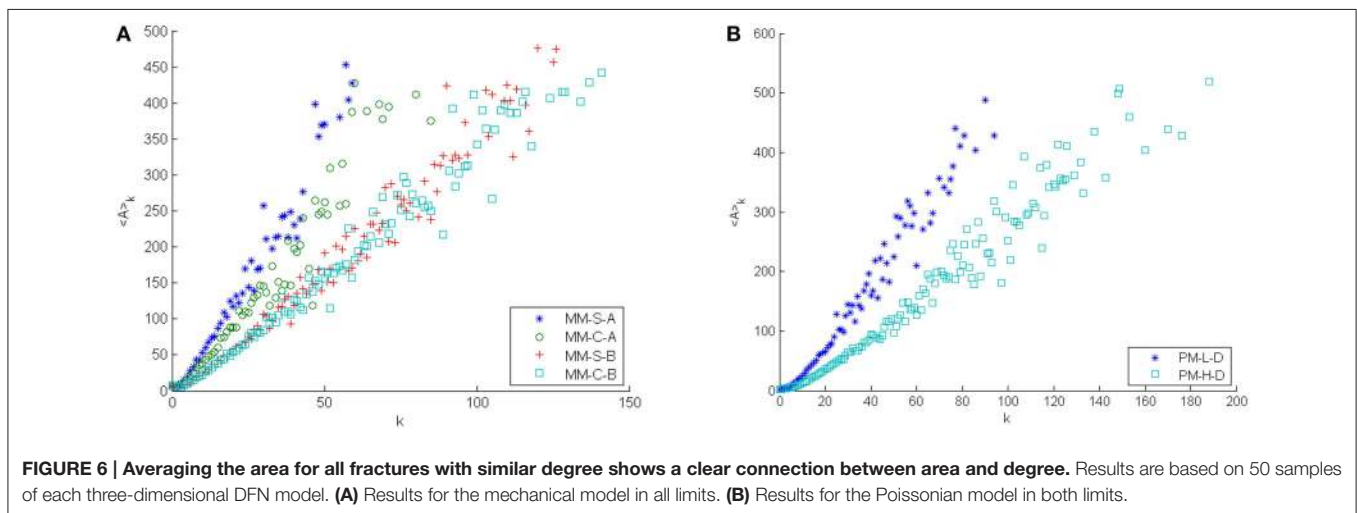 A
500
450
400
350
300
250
200
150
100
50
0
0
50
100
150
k
<A>k
MM-S-A
MM-C-A
MM-S-B
MM-C-B
B
600
500
400
300
200
100
0
0
20
40
60
80
100
120
140
160
180
200
k
<A>k
PM-L-D
PM-H-D
FIGURE 6 | Averaging the area for all fractures with similar degree shows a clear connection between area and degree. Results are based on 50 samples
of each three-dimensional DFN model. (A) Results for the mechanical model in all limits. (B) Results for the Poissonian model in both limits.